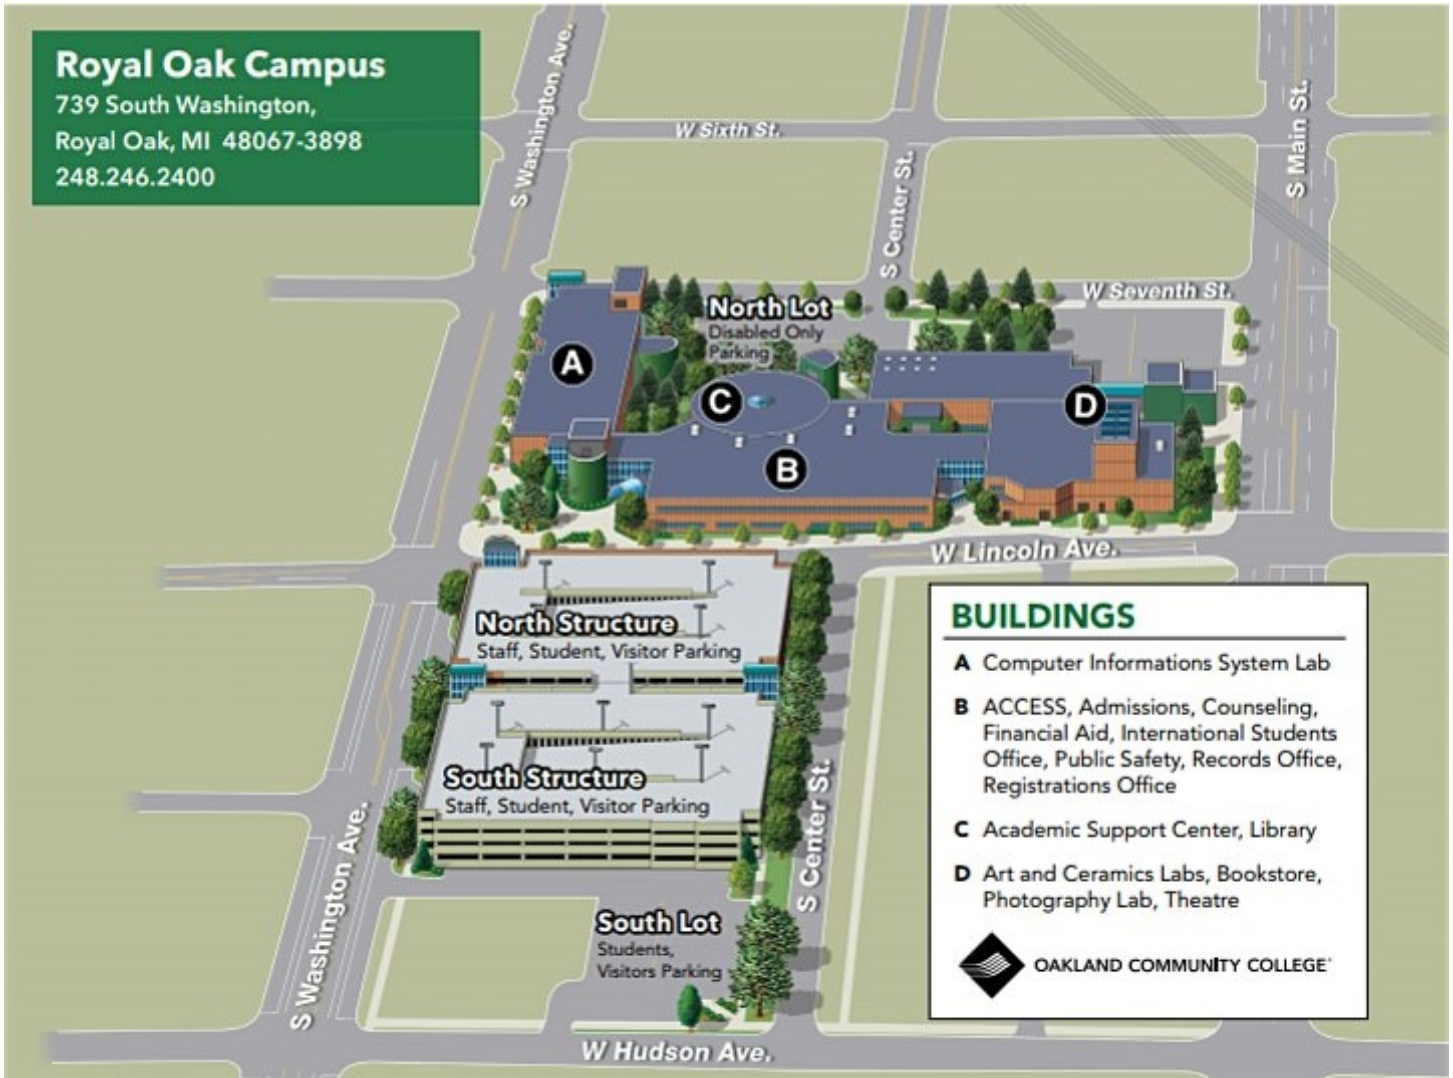 Royal Oak Campus
739 South Washington,
Royal Oak, MI 48067-3898
248.246.2400
S Washington Ave.
W Sixth St.
S Center St.
S Main St.
W Seventh St.
North Lot
Disabled Only
Parking
A
C
D
B
W Lincoln Ave.
North Structure
Staff, Student, Visitor Parking
South Structure
Staff, Student, Visitor Parking
S Center St.
S Washington Ave.
South Lot
Students,
Visitors Parking
W Hudson Ave.
BUILDINGS
A Computer Informations System Lab
B ACCESS, Admissions, Counseling,
Financial Aid, International Students
Office, Public Safety, Records Office,
Registrations Office
C Academic Support Center, Library
D Art and Ceramics Labs, Bookstore,
Photography Lab, Theatre
OAKLAND COMMUNITY COLLEGE